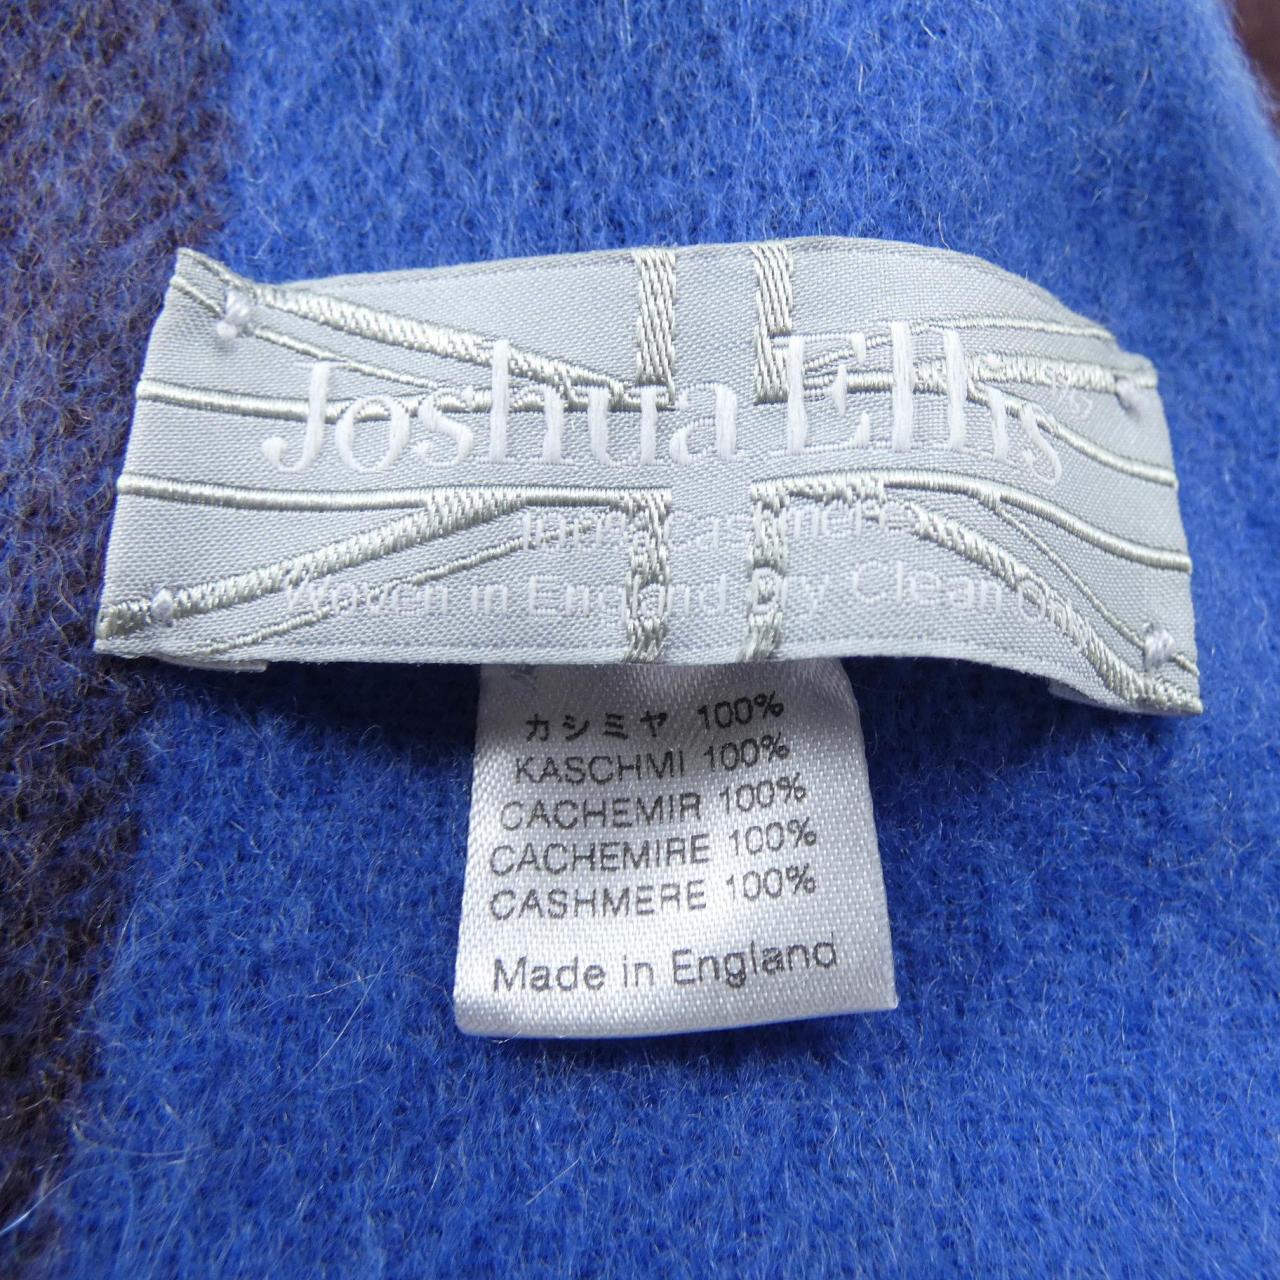 Joshua Ellis
100% Cashmere
Woven in England Dry Clean Only
カシミヤ 100%
KASCHMI 100%
CACHEMIR 100%
CACHEMIRE 100%
CASHMERE 100%
Made in England